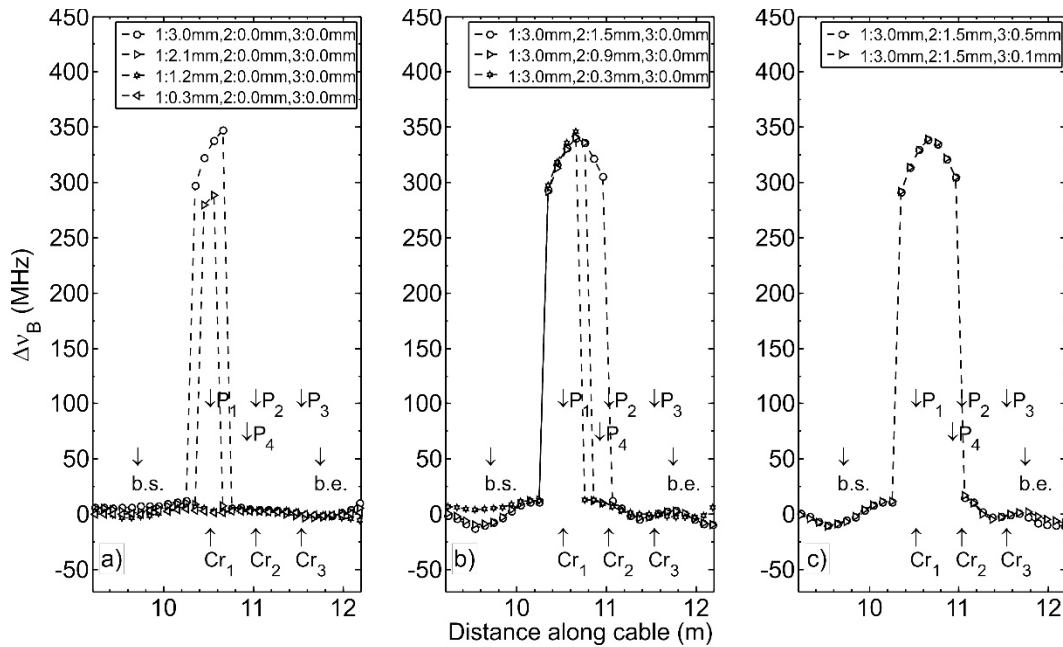 450
400
350
300
250
200
150
100
50
0
-50
Δν_B (MHz)
1:3.0mm,2:0.0mm,3:0.0mm
1:2.1mm,2:0.0mm,3:0.0mm
1:1.2mm,2:0.0mm,3:0.0mm
1:0.3mm,2:0.0mm,3:0.0mm
↓P_1 ↓P_2 ↓P_3
↓P_4
↓ ↓
b.s. b.e.
↑ ↑ ↑
a) Cr_1 Cr_2 Cr_3
10 11 12
450
400
350
300
250
200
150
100
50
0
-50
1:3.0mm,2:1.5mm,3:0.0mm
1:3.0mm,2:0.9mm,3:0.0mm
1:3.0mm,2:0.3mm,3:0.0mm
↓P_1 ↓P_2 ↓P_3
↓P_4
↓ ↓
b.s. b.e.
↑ ↑ ↑
b) Cr_1 Cr_2 Cr_3
10 11 12
450
400
350
300
250
200
150
100
50
0
-50
1:3.0mm,2:1.5mm,3:0.5mm
1:3.0mm,2:1.5mm,3:0.1mm
↓P_1 ↓P_2 ↓P_3
↓P_4
↓ ↓
b.s. b.e.
↑ ↑ ↑
c) Cr_1 Cr_2 Cr_3
10 11 12
Distance along cable (m)